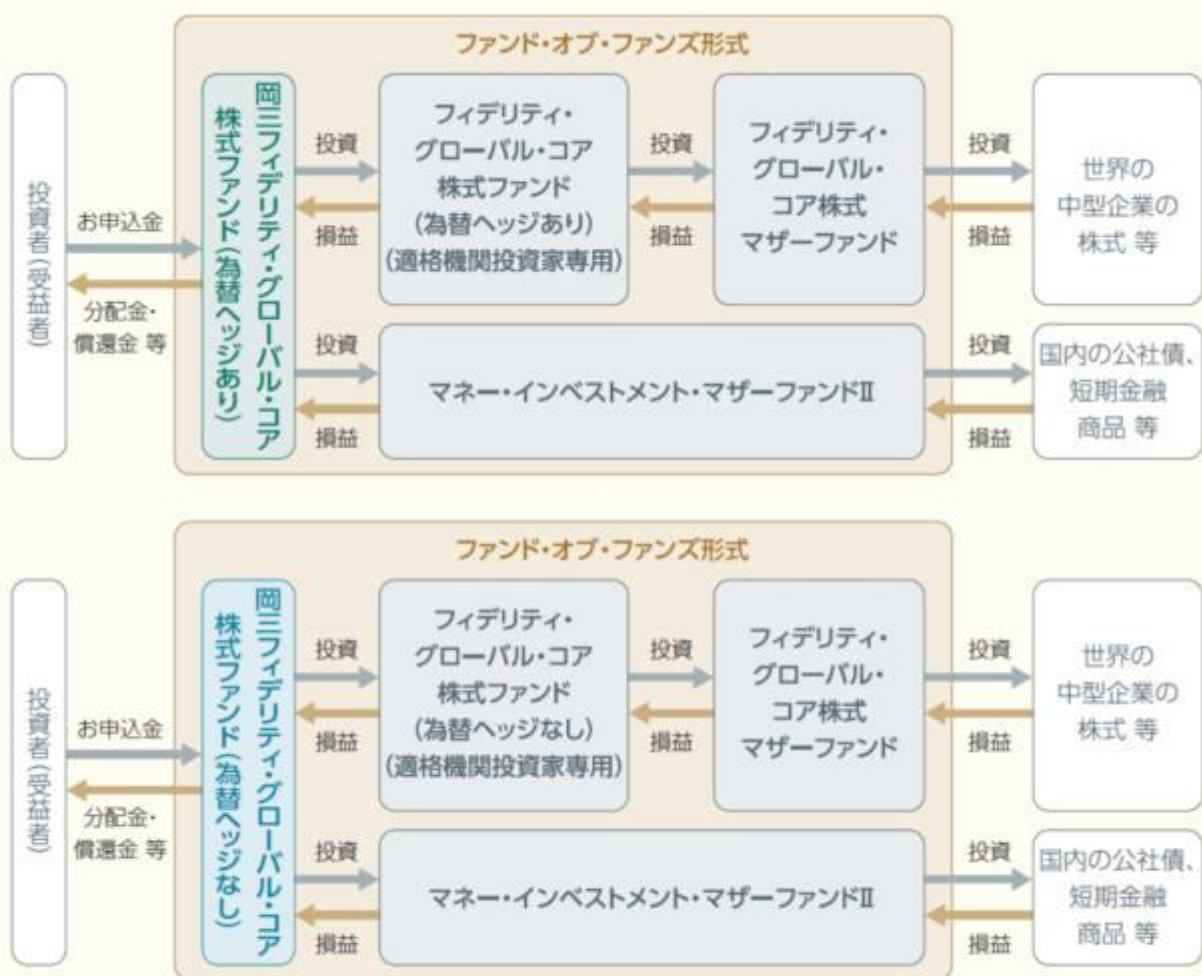 ファンド・オブ・ファンズ形式
投資者(受益者)
お申込金
分配金・
償還金 等
岡三フィデリティ・グローバル・コア
株式ファンド(為替ヘッジあり)
投資
損益
フィデリティ・
グローバル・コア
株式ファンド
(為替ヘッジあり)
(適格機関投資家専用)
投資
損益
フィデリティ・
グローバル・
コア株式
マザーファンド
投資
損益
世界の
中型企業の
株式 等
投資
損益
マネー・インベストメント・マザーファンドⅡ
投資
損益
国内の公社債、
短期金融
商品 等
ファンド・オブ・ファンズ形式
投資者(受益者)
お申込金
分配金・
償還金 等
岡三フィデリティ・グローバル・コア
株式ファンド(為替ヘッジなし)
投資
損益
フィデリティ・
グローバル・コア
株式ファンド
(為替ヘッジなし)
(適格機関投資家専用)
投資
損益
フィデリティ・
グローバル・
コア株式
マザーファンド
投資
損益
世界の
中型企業の
株式 等
投資
損益
マネー・インベストメント・マザーファンドⅡ
投資
損益
国内の公社債、
短期金融
商品 等